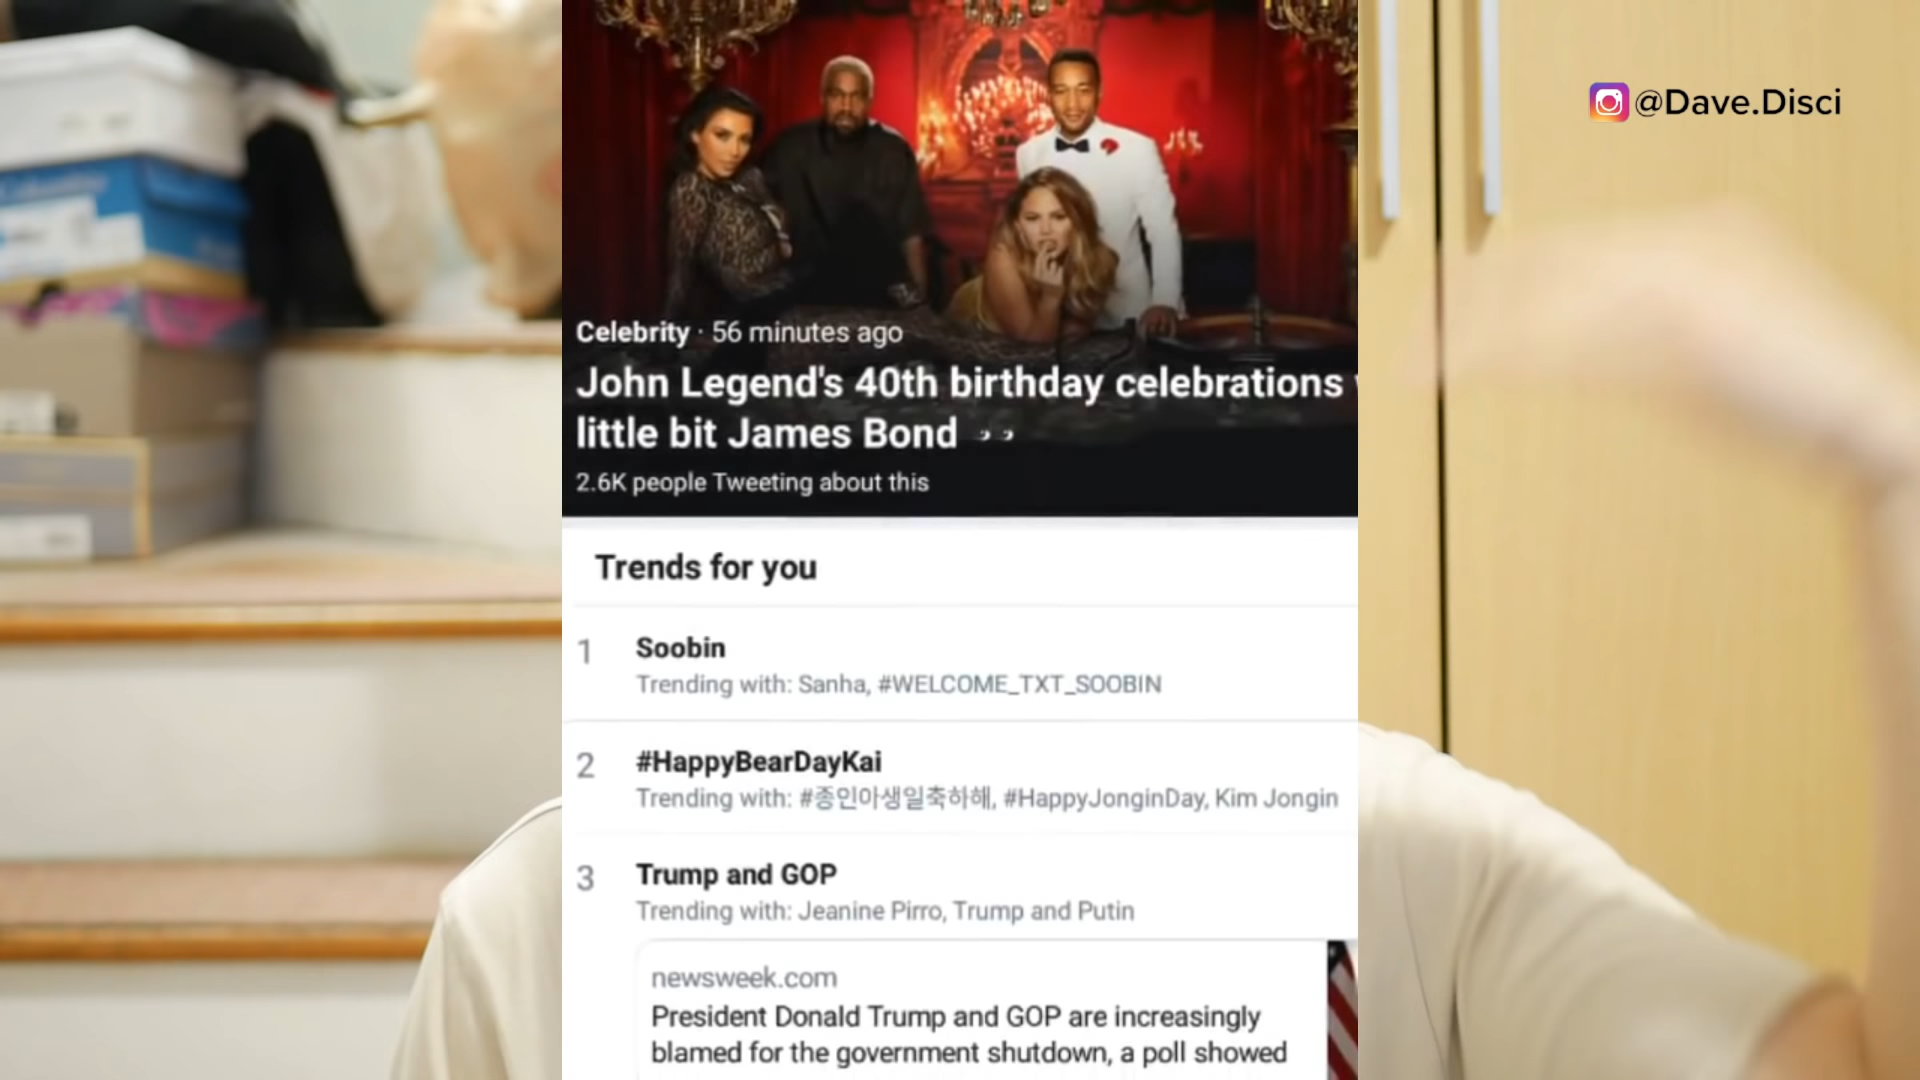 @Dave.Disci
Celebrity · 56 minutes ago
John Legend's 40th birthday celebrations
little bit James Bond
2.6K people Tweeting about this
Trends for you
1 Soobin
Trending with: Sanha, #WELCOME_TXT_SOOBIN
2 #HappyBearDayKai
Trending with: #종인아생일축하해, #HappyJonginDay, Kim Jongin
3 Trump and GOP
Trending with: Jeanine Pirro, Trump and Putin
newsweek.com
President Donald Trump and GOP are increasingly
blamed for the government shutdown, a poll showed